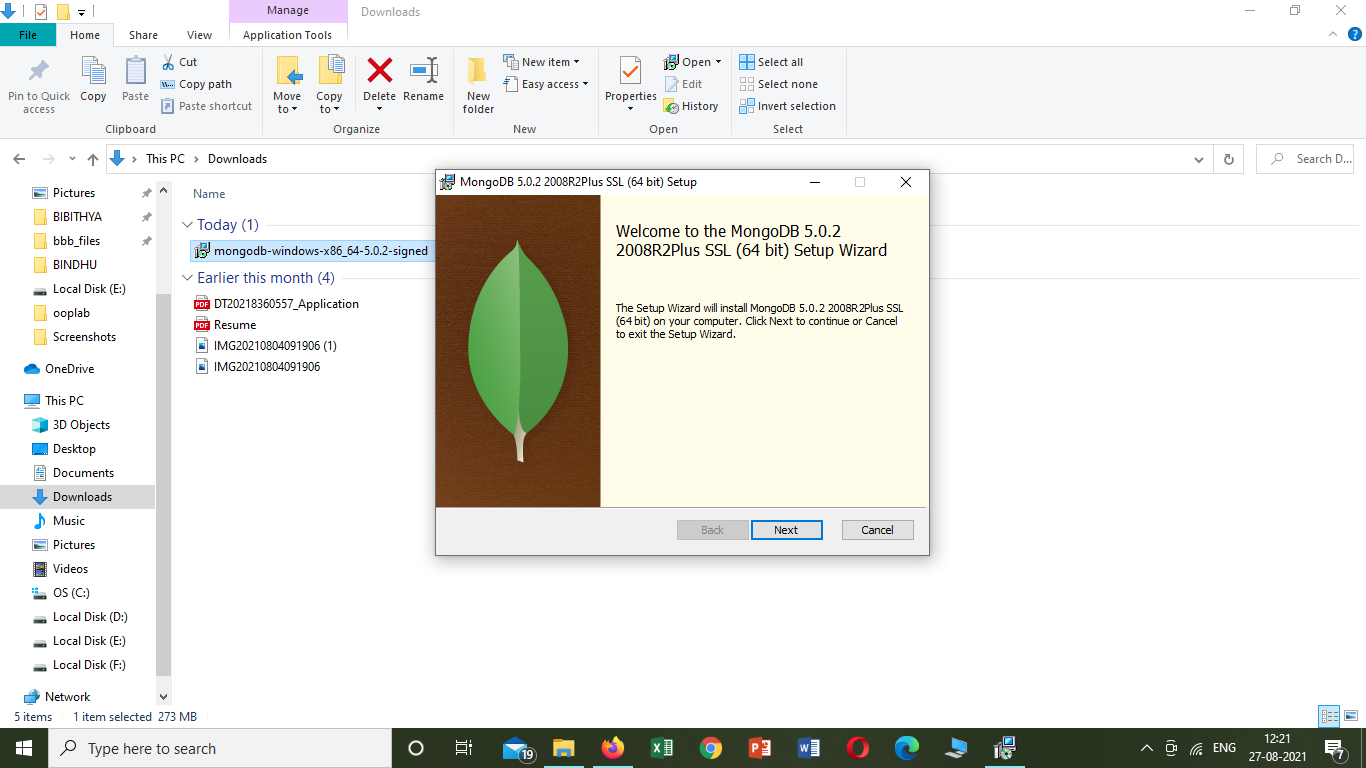 Manage
Downloads
File
Home
Share
View
Application Tools
Pin to Quick
access
Copy
Paste
Cut
Copy path
Paste shortcut
Clipboard
Move
to
Copy
to
Delete
Rename
Organize
New
folder
New item
Easy access
New
Properties
Open
Edit
History
Open
Select all
Select none
Invert selection
Select
This PC
Downloads
Search D...
Pictures
BIBITHYA
bbb_files
BINDHU
Local Disk (E:)
ooplab
Screenshots
OneDrive
This PC
3D Objects
Desktop
Documents
Downloads
Music
Pictures
Videos
OS (C:)
Local Disk (D:)
Local Disk (E:)
Local Disk (F:)
Network
Name
Today (1)
mongodb-windows-x86_64-5.0.2-signed
Earlier this month (4)
PDF DT20218360557_Application
PDF Resume
IMG20210804091906 (1)
IMG20210804091906
MongoDB 5.0.2 2008R2Plus SSL (64 bit) Setup
Welcome to the MongoDB 5.0.2
2008R2Plus SSL (64 bit) Setup Wizard
The Setup Wizard will install MongoDB 5.0.2 2008R2Plus SSL
(64 bit) on your computer. Click Next to continue or Cancel
to exit the Setup Wizard.
Back
Next
Cancel
5 items
1 item selected 273 MB
Type here to search
19
ENG
12:21
27-08-2021
7